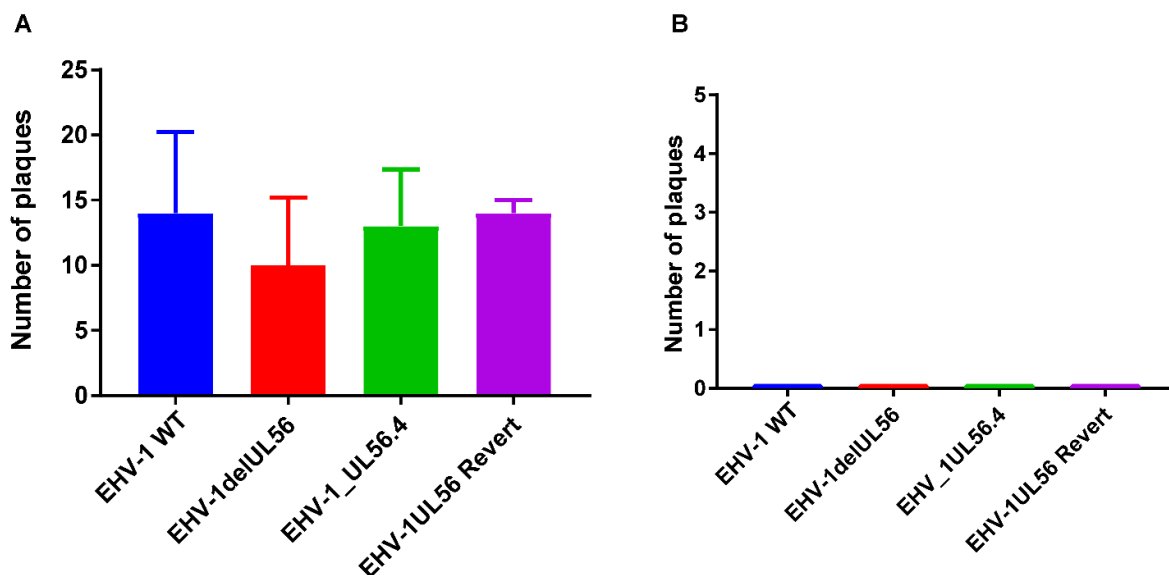 A
Number of plaques
25
20
15
10
5
0
EHV-1 WT
EHV-1delUL56
EHV-1_UL56.4
EHV-1UL56 Revert
B
Number of plaques
5
4
3
2
1
0
EHV-1 WT
EHV-1delUL56
EHV_1UL56.4
EHV-1UL56 Revert